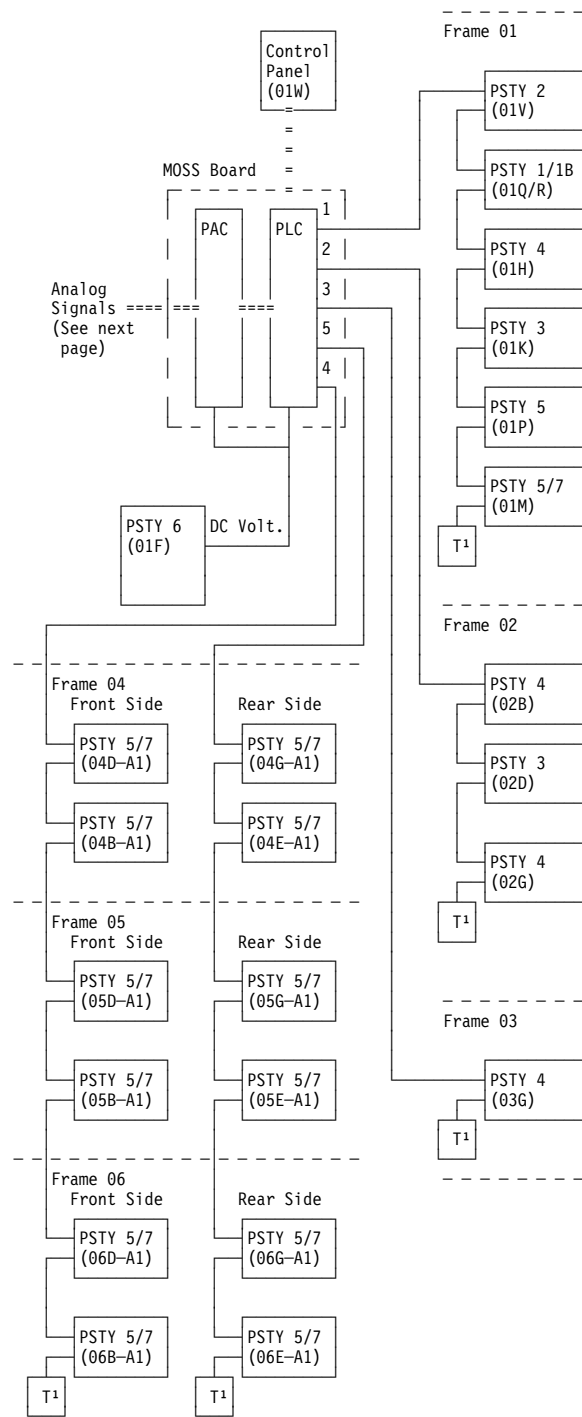 Frame 01
Control
Panel
(01W)
PSTY 2
(01V)
MOSS Board
PSTY 1/1B
(01Q/R)
PAC
PLC
1
2
3
5
4
PSTY 4
(01H)
Analog
Signals
(See next
page)
PSTY 3
(01K)
PSTY 5
(01P)
PSTY 5/7
(01M)
T¹
PSTY 6
(01F)
DC Volt.
Frame 02
PSTY 4
(02B)
PSTY 3
(02D)
PSTY 4
(02G)
T¹
Frame 03
PSTY 4
(03G)
T¹
Frame 04
Front Side
Rear Side
PSTY 5/7
(04D-A1)
PSTY 5/7
(04G-A1)
PSTY 5/7
(04B-A1)
PSTY 5/7
(04E-A1)
Frame 05
Front Side
Rear Side
PSTY 5/7
(05D-A1)
PSTY 5/7
(05G-A1)
PSTY 5/7
(05B-A1)
PSTY 5/7
(05E-A1)
Frame 06
Front Side
Rear Side
PSTY 5/7
(06D-A1)
PSTY 5/7
(06G-A1)
PSTY 5/7
(06B-A1)
PSTY 5/7
(06E-A1)
T¹
T¹